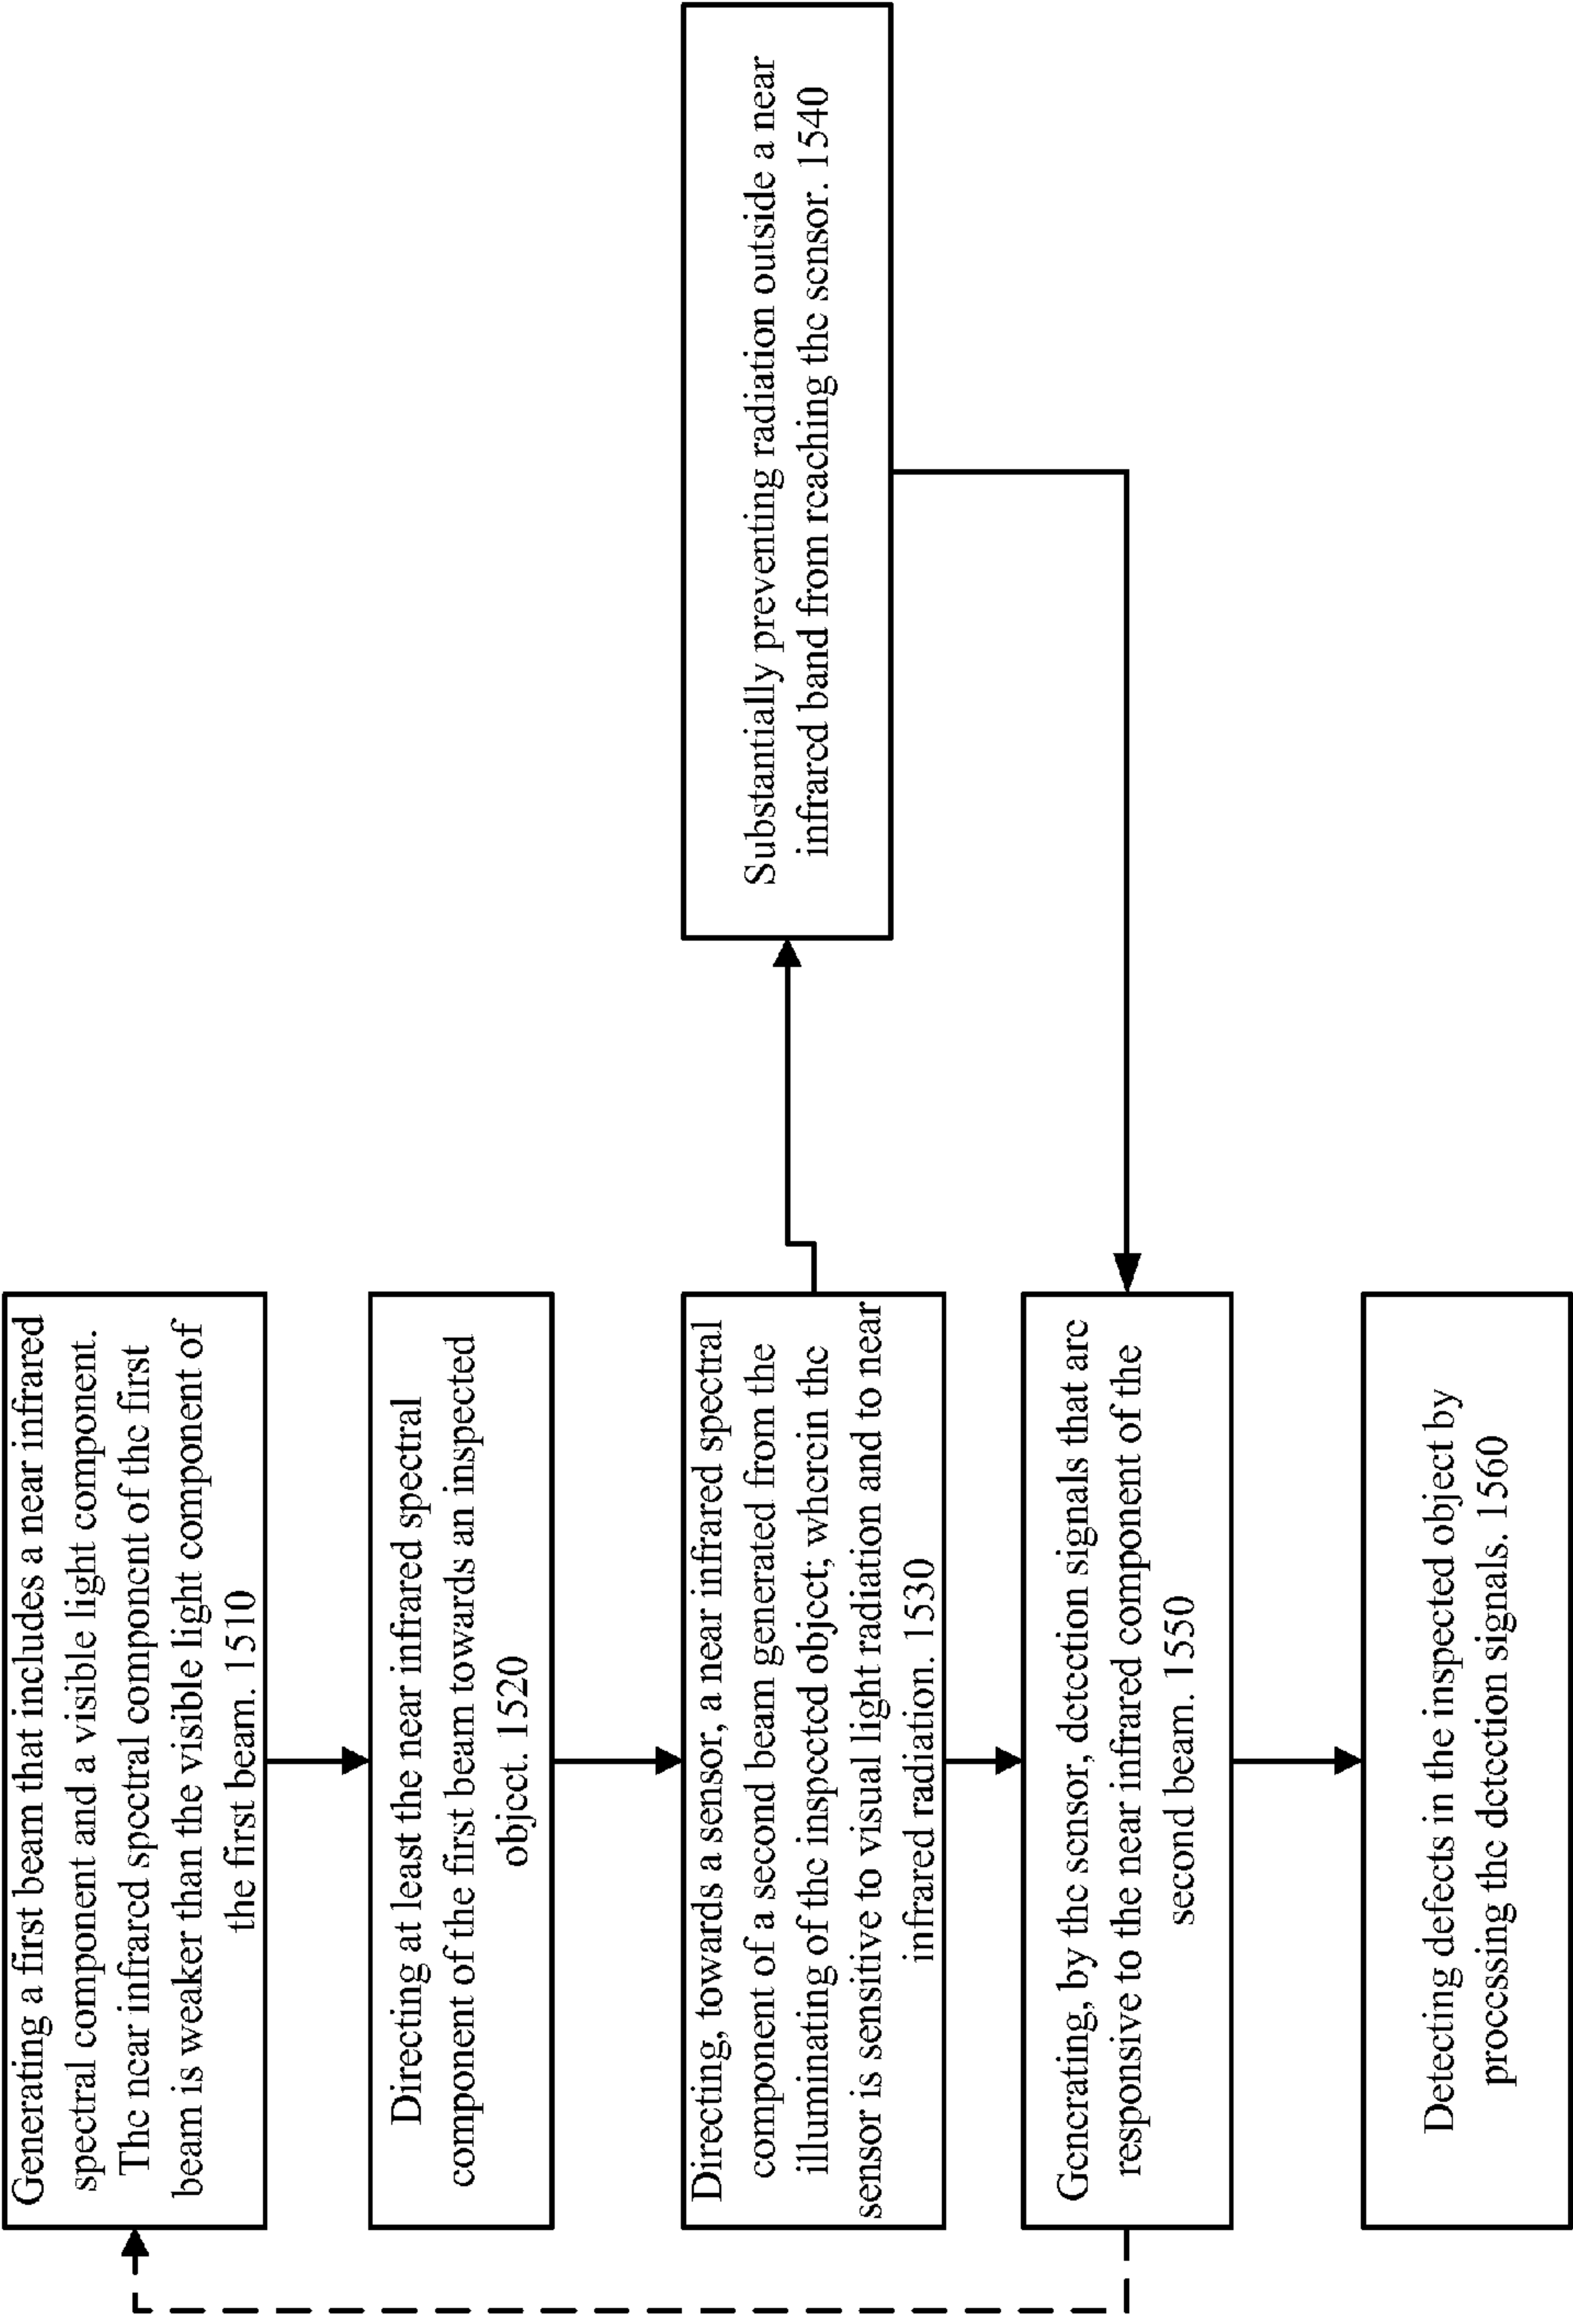 Generating a first beam that includes a near infrared
spectral component and a visible light component.
The near infrared spectral component of the first
beam is weaker than the visible light component of
the first beam. 1510
Directing at least the near infrared spectral
component of the first beam towards an inspected
object. 1520
Directing, towards a sensor, a near infrared spectral
component of a second beam generated from the
illuminating of the inspected object; wherein the
sensor is sensitive to visual light radiation and to near
infrared radiation. 1530
Substantially preventing radiation outside a near
infrared band from reaching the sensor. 1540
Generating, by the sensor, detection signals that are
responsive to the near infrared component of the
second beam. 1550
Detecting defects in the inspected object by
processing the detection signals. 1560